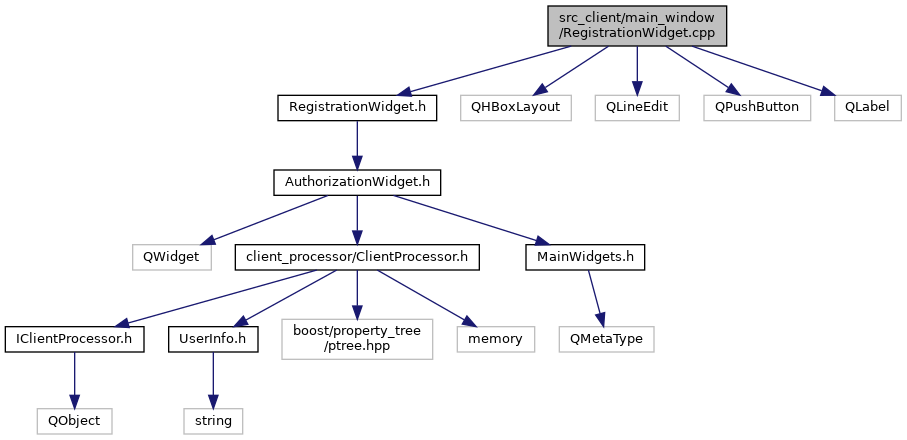 src_client/main_window
/RegistrationWidget.cpp
RegistrationWidget.h
QHBoxLayout
QLineEdit
QPushButton
QLabel
AuthorizationWidget.h
QWidget
client_processor/ClientProcessor.h
MainWidgets.h
IClientProcessor.h
UserInfo.h
boost/property_tree
/ptree.hpp
memory
QMetaType
QObject
string